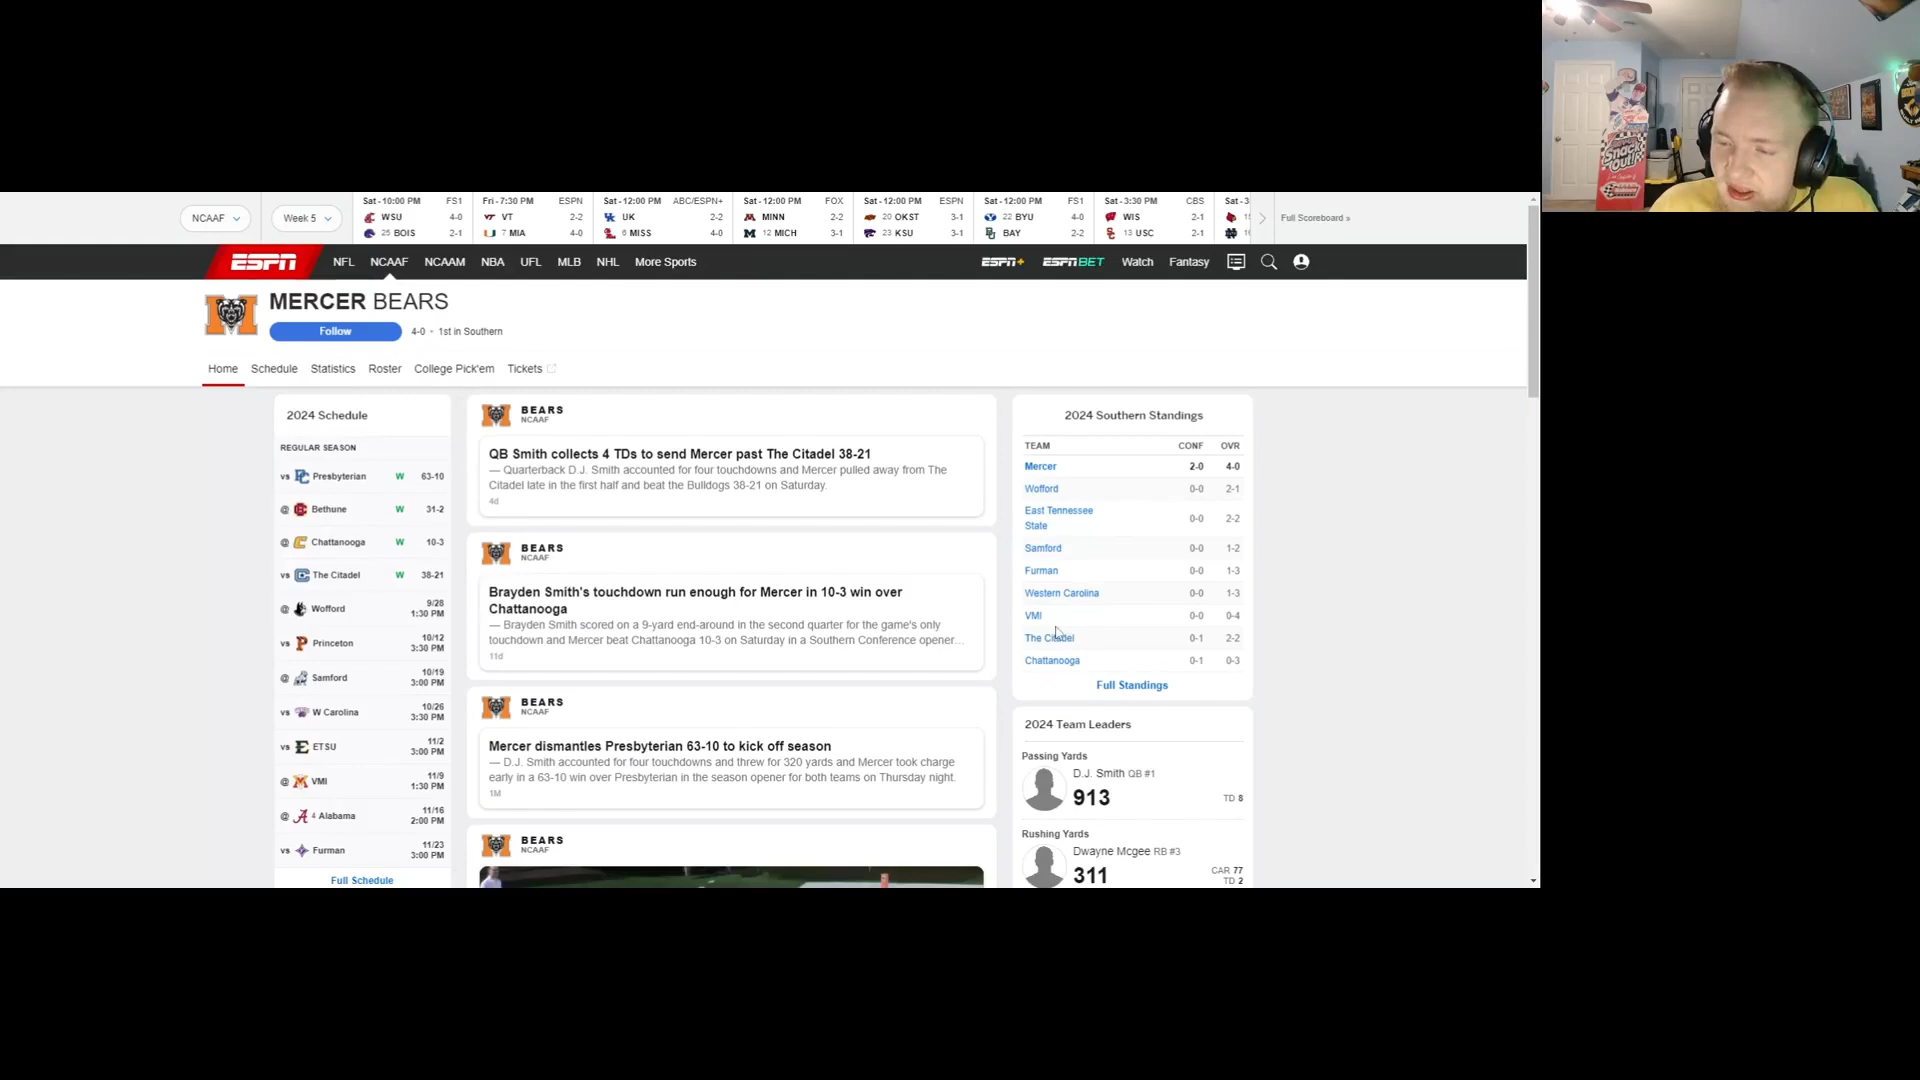 NCAAF
Week 5
Sat - 10:00 PM FS1
WSU 4-0
25 BOIS 2-1
Fri - 7:30 PM ESPN
VT 2-2
7 MIA 4-0
Sat - 12:00 PM ABC/ESPN+
UK 2-2
6 MISS 4-0
Sat - 12:00 PM FOX
MINN 2-2
12 MICH 3-1
Sat - 12:00 PM ESPN
20 OKST 3-1
23 KSU 3-1
Sat - 12:00 PM FS1
22 BYU 4-0
BAY 2-2
Sat - 3:30 PM CBS
WIS 2-1
13 USC 2-1
Sat - 3
Full Scoreboard »
ESPN NFL NCAAF NCAAM NBA UFL MLB NHL More Sports ESPN+ ESPN BET Watch Fantasy
MERCER BEARS
Follow 4-0 • 1st in Southern
Home Schedule Statistics Roster College Pick'em Tickets
2024 Schedule
REGULAR SEASON
vs Presbyterian W 63-10
@ Bethune W 31-2
@ Chattanooga W 10-3
vs The Citadel W 38-21
@ Wofford 9/28
1:30 PM
vs Princeton 10/12
3:30 PM
@ Samford 10/19
3:00 PM
vs W Carolina 10/26
3:30 PM
vs ETSU 11/2
3:00 PM
@ VMI 11/9
1:30 PM
@ 4 Alabama 11/16
2:00 PM
vs Furman 11/23
3:00 PM
Full Schedule
BEARS
NCAAF
QB Smith collects 4 TDs to send Mercer past The Citadel 38-21
— Quarterback D.J. Smith accounted for four touchdowns and Mercer pulled away from The
Citadel late in the first half and beat the Bulldogs 38-21 on Saturday.
4d
BEARS
NCAAF
Brayden Smith's touchdown run enough for Mercer in 10-3 win over
Chattanooga
— Brayden Smith scored on a 9-yard end-around in the second quarter for the game's only
touchdown and Mercer beat Chattanooga 10-3 on Saturday in a Southern Conference opener...
11d
BEARS
NCAAF
Mercer dismantles Presbyterian 63-10 to kick off season
— D.J. Smith accounted for four touchdowns and threw for 320 yards and Mercer took charge
early in a 63-10 win over Presbyterian in the season opener for both teams on Thursday night.
1M
BEARS
NCAAF
2024 Southern Standings
TEAM CONF OVR
Mercer 2-0 4-0
Wofford 0-0 2-1
East Tennessee
State 0-0 2-2
Samford 0-0 1-2
Furman 0-0 1-3
Western Carolina 0-0 1-3
VMI 0-0 0-4
The Citadel 0-1 2-2
Chattanooga 0-1 0-3
Full Standings
2024 Team Leaders
Passing Yards
D.J. Smith QB #1
913 TD 8
Rushing Yards
Dwayne Mcgee RB #3
311 CAR 77
TD 2
Snack
Out!